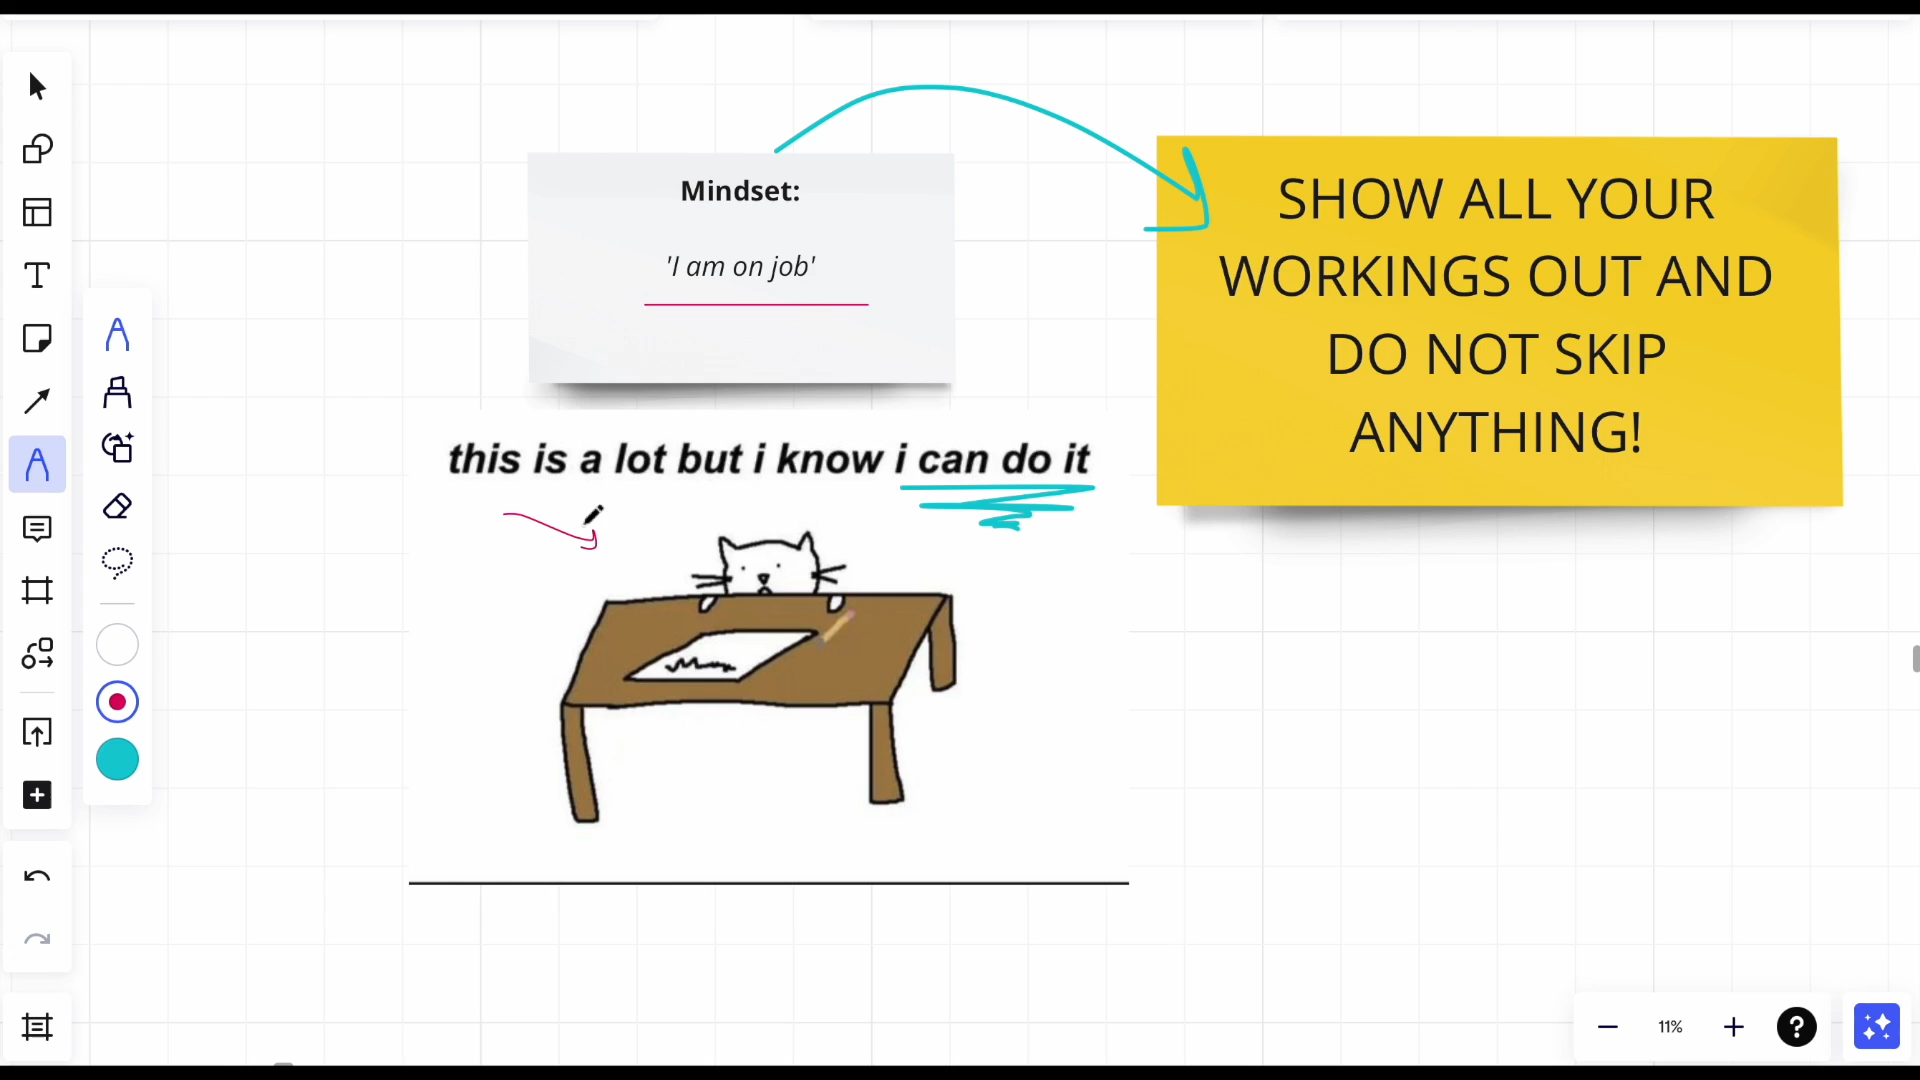 Mindset:
'I am on job'
SHOW ALL YOUR
WORKINGS OUT AND
DO NOT SKIP
ANYTHING!
this is a lot but i know i can do it
11%